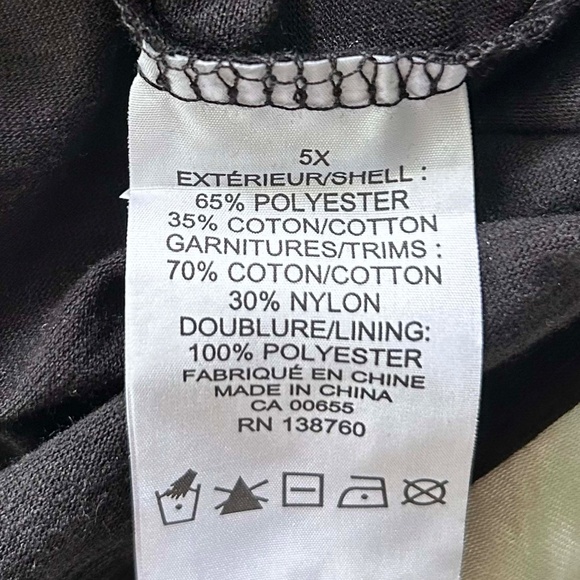 5X
EXTÉRIEUR/SHELL :
65% POLYESTER
35% COTON/COTTON
GARNITURES/TRIMS :
70% COTON/COTTON
30% NYLON
DOUBLURE/LINING:
100% POLYESTER
FABRIQUÉ EN CHINE
MADE IN CHINA
CA 00655
RN 138760